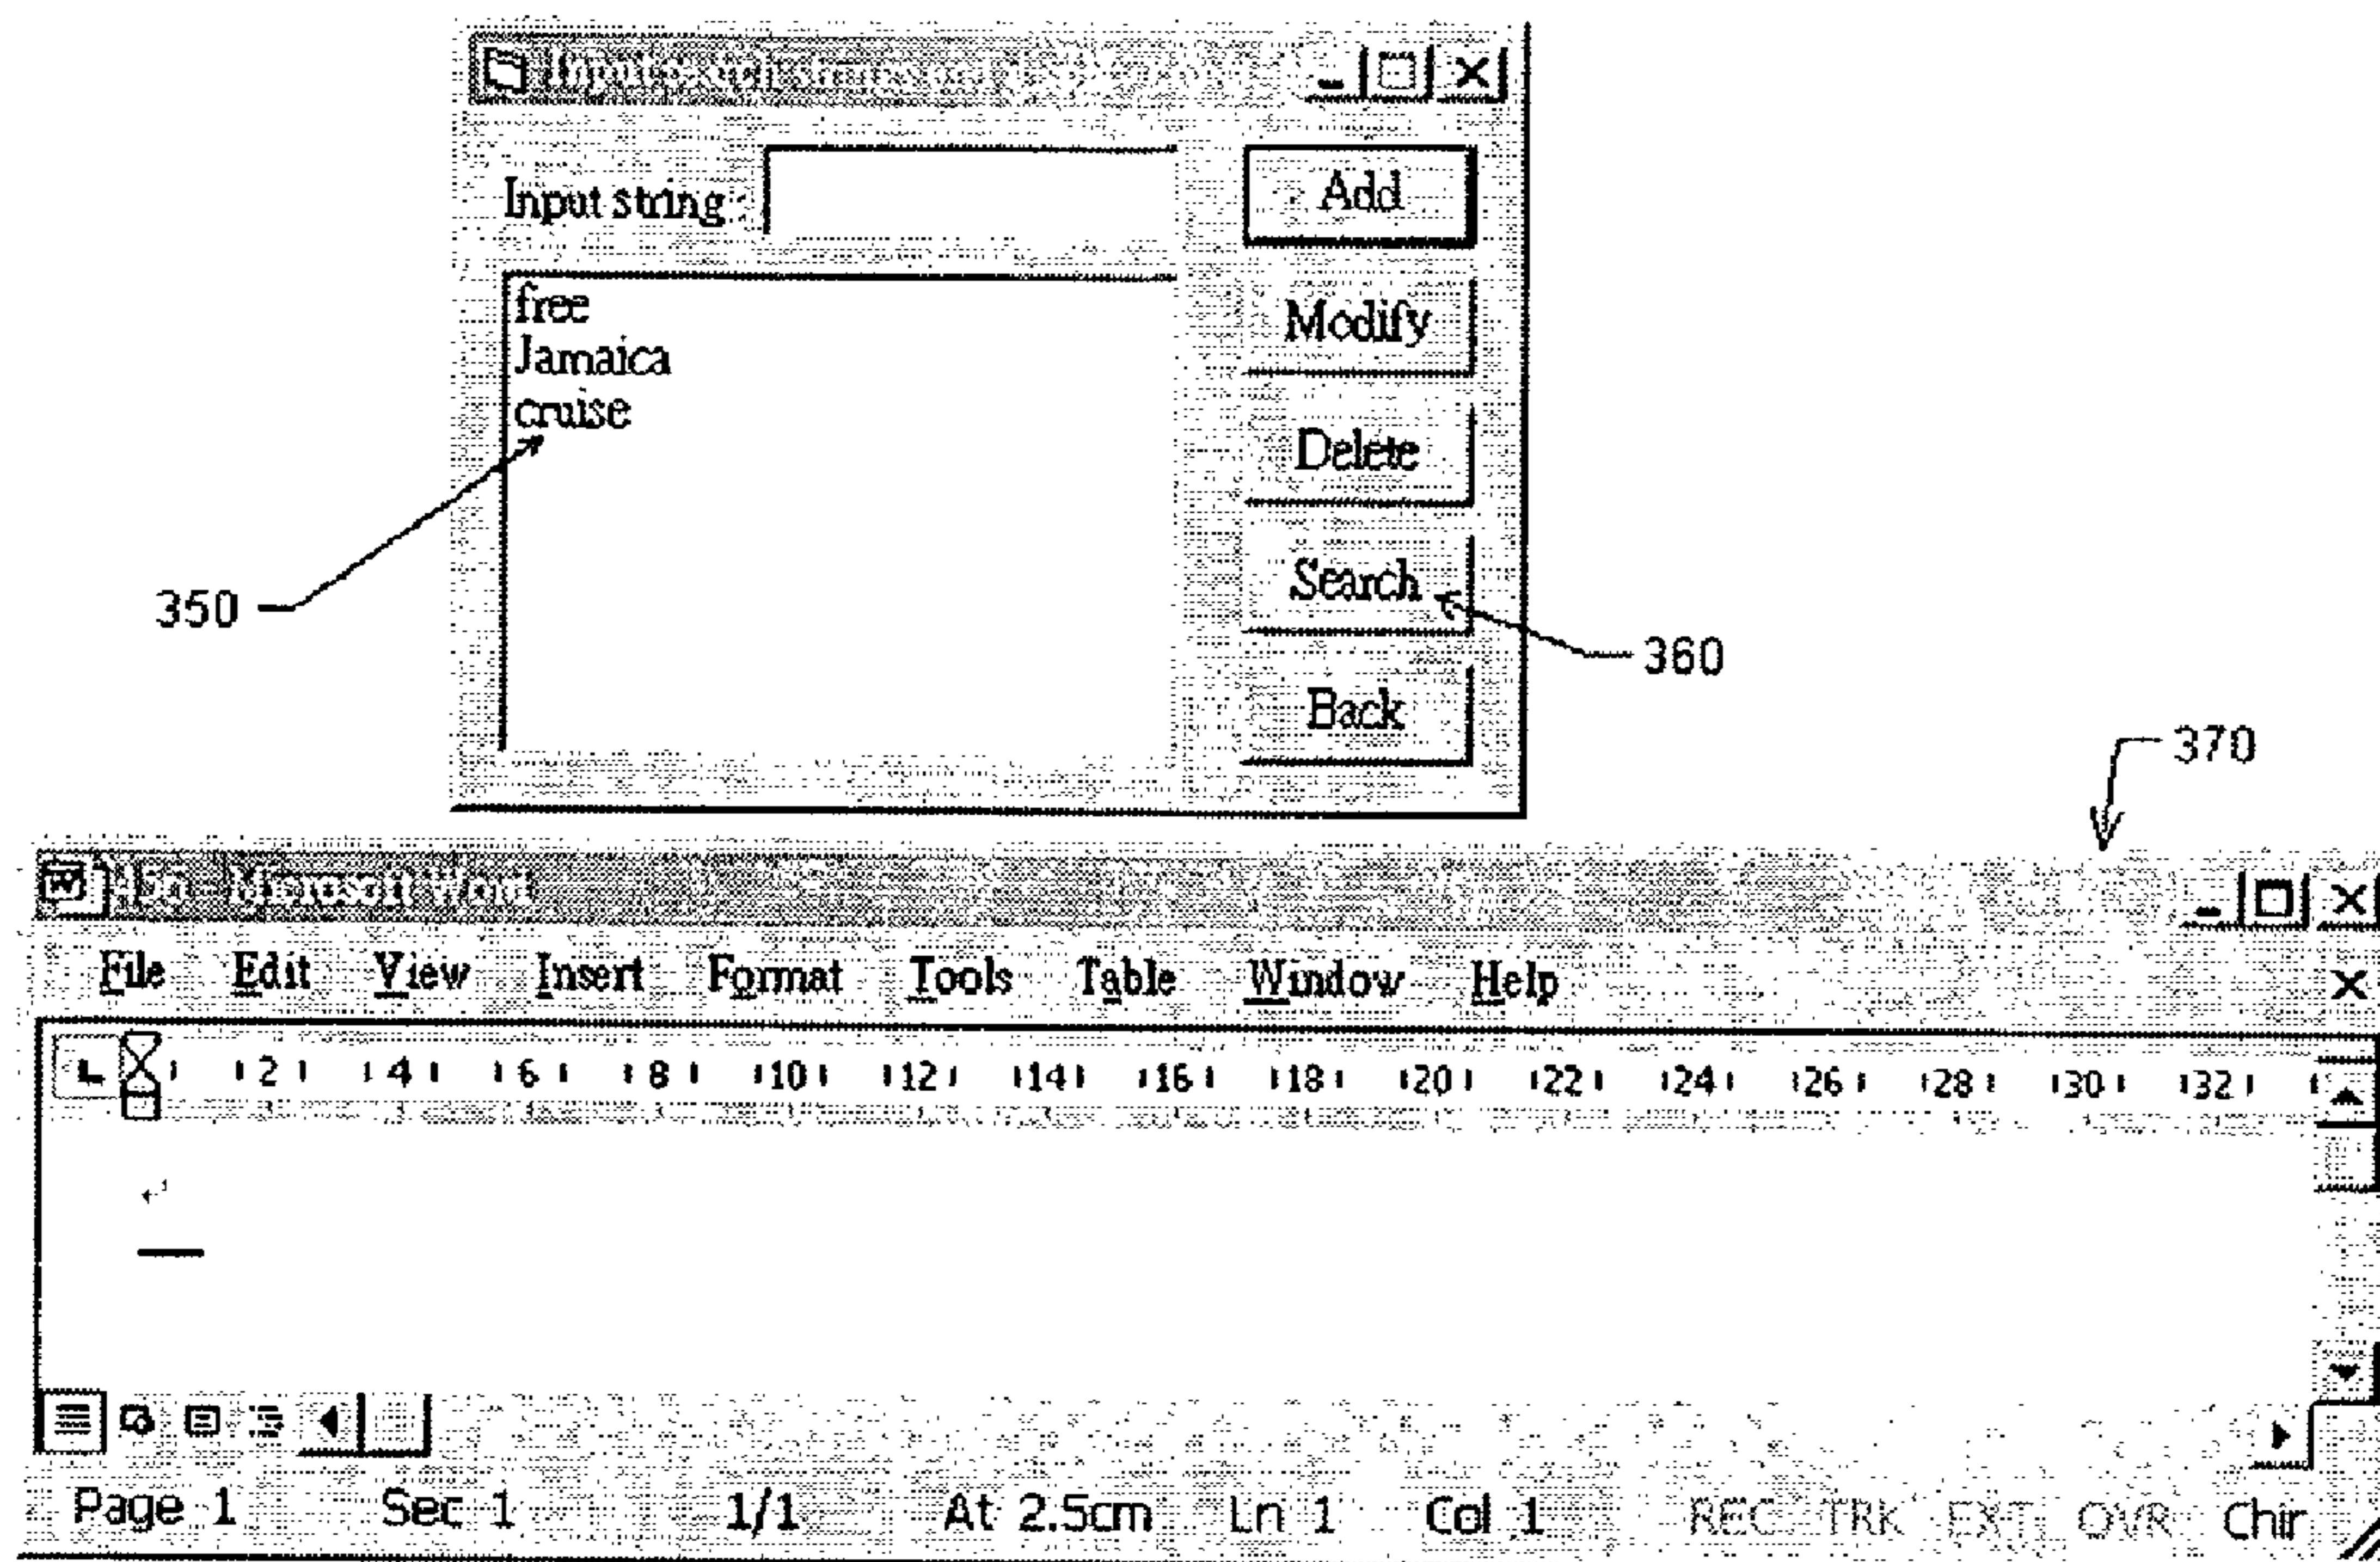 Input string
Add
free
Jamaica
cruise
Modify
Delete
Search
Back
350
360
370
Microsoft Word
File Edit View Insert Format Tools Table Window Help
2 4 6 8 10 12 14 16 18 20 22 24 26 28 30 32
Page 1 Sec 1 1/1 At 2.5cm Ln 1 Col 1 REC TRK EXT OVR Chir